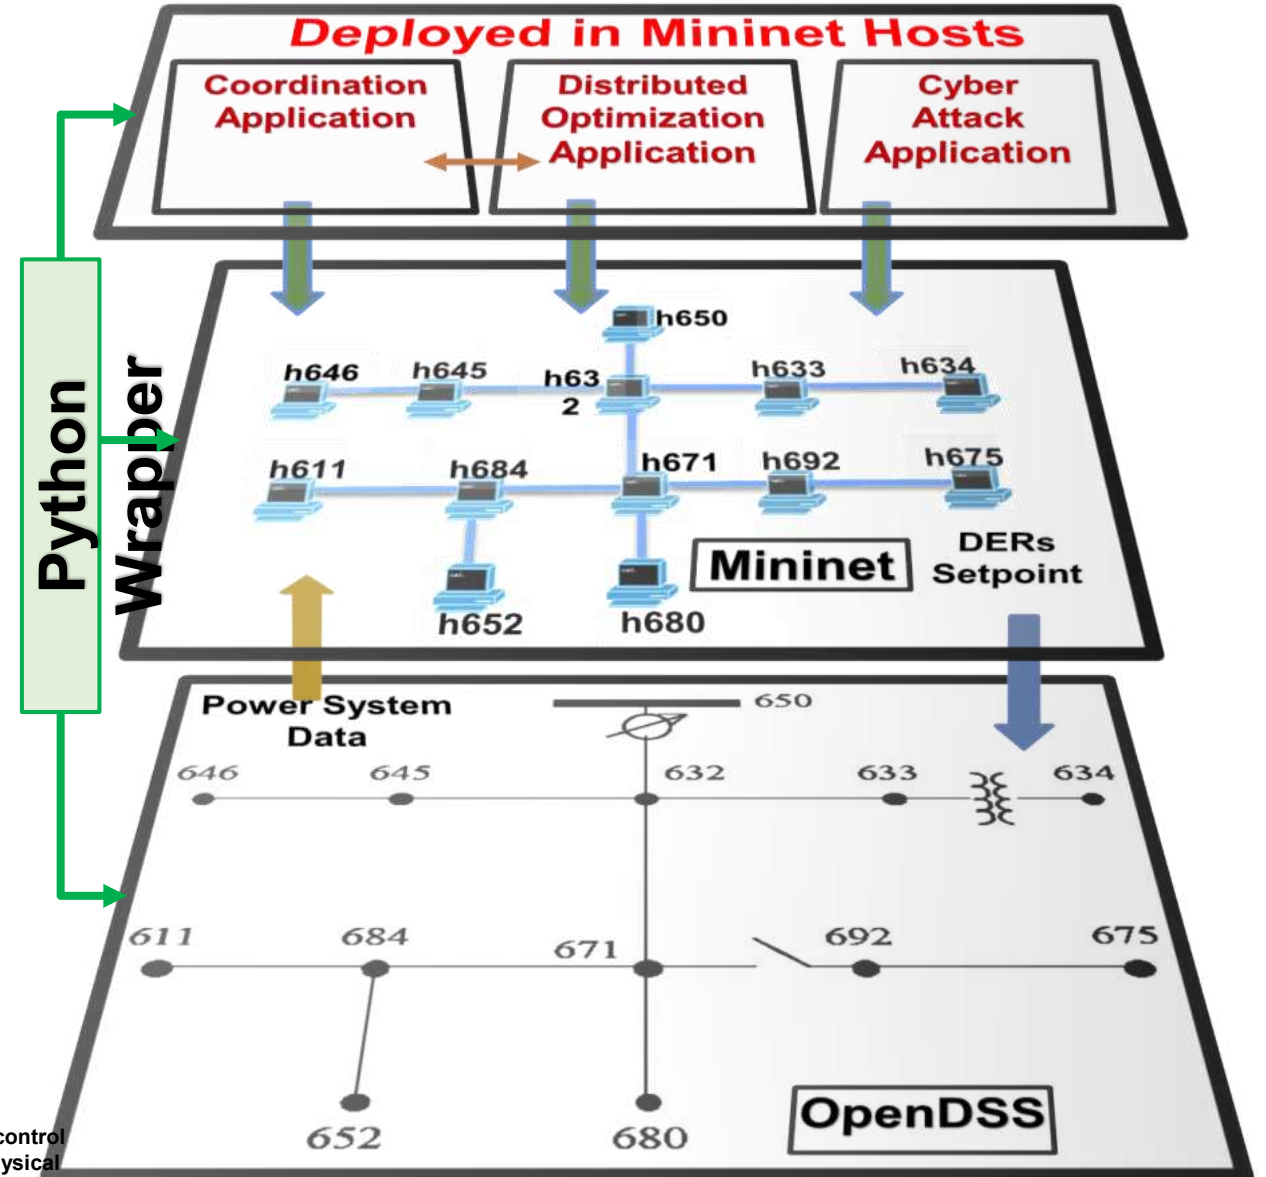 Deployed in Mininet Hosts
Coordination
Application
Distributed
Optimization
Application
Cyber
Attack
Application
Python
Wrapper
h650
h646
h645
h63
2
h633
h634
h611
h684
h671
h692
h675
h652
h680
Mininet
DERs
Setpoint
Power System
Data
650
646
645
632
633
634
611
684
671
692
675
652
680
OpenDSS
control
ysical